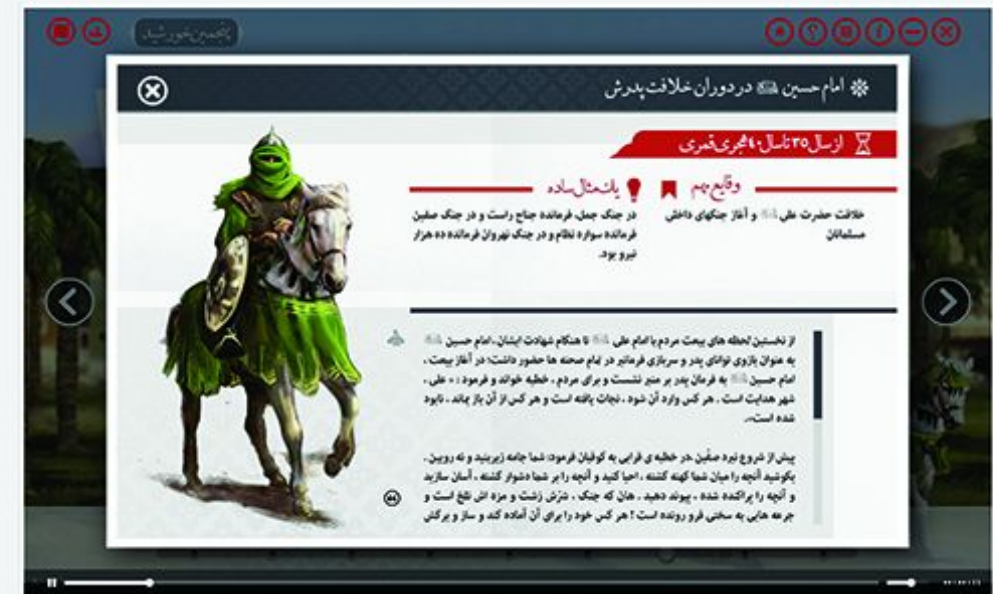 پنجمین خورشید
امام حسین در دوران خلافت پدرش
از سال ۳۵ تا سال ۴۰ هجری قمری
وقایع مهم
خلافت حضرت علی و آغاز جنگهای داخلی
مسلمانان
یک مثال ساده
در جنگ جمل، فرمانده جناح راست و در جنگ صفین
فرمانده سواره نظام و در جنگ نهروان فرمانده ده هزار
نیرو بود.
از نخستین لحظه های بیعت مردم با امام علی تا هنگام شهادت ایشان، امام حسین
به عنوان بازوی توانای پدر و سربازی فرمانبر در تمام صحنه ها حضور داشت؛ در آغاز بیعت ،
امام حسین به فرمان پدر بر منبر نشست و برای مردم ، خطبه خواند و فرمود : « علی ،
شهر هدایت است . هر کس وارد آن شود ، نجات یافته است و هر کس از آن باز بماند ، نابود
شده است».
پیش از شروع نبرد صفین ،در خطبه ی غرایی به کوفیان فرمود: شما جامه زیرینید و نه رویین .
بکوشید آنچه را میان شما کهنه گشته ، احیا کنید و آنچه را بر شما دشوار گشته ، آسان سازید
و آنچه را پراکنده شده ، پیوند دهید . هان که جنگ ، شرّش زشت و مزه اش تلخ است و
جرعه هایی به سختی فرو رونده است ! هر کس خود را برای آن آماده کند و ساز و برگش